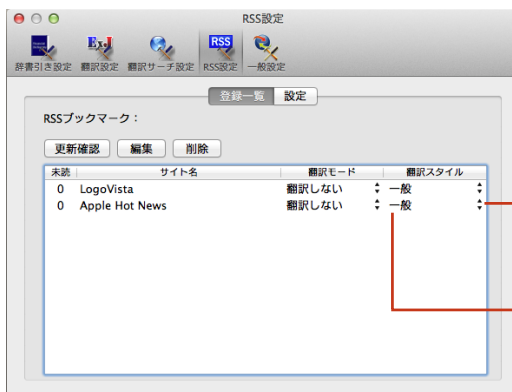 RSS設定
Ex-J
RSS
辞書引き設定 翻訳設定 翻訳サーチ設定 RSS設定 一般設定
登録一覧 設定
RSSブックマーク：
更新確認 編集 削除
未読 サイト名 翻訳モード 翻訳スタイル
0 LogoVista 翻訳しない 一般
0 Apple Hot News 翻訳しない 一般